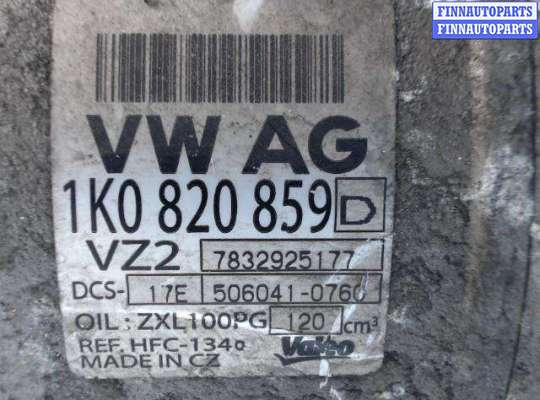 FINNAUTOPARTS
FINNAUTOPARTS
VW AG
1K0 820 859 D
VZ2 7832925177
DCS- 17E 506041-0760
OIL : ZXL100PG 120 cm³
REF. HFC-134a
MADE IN CZ Valeo